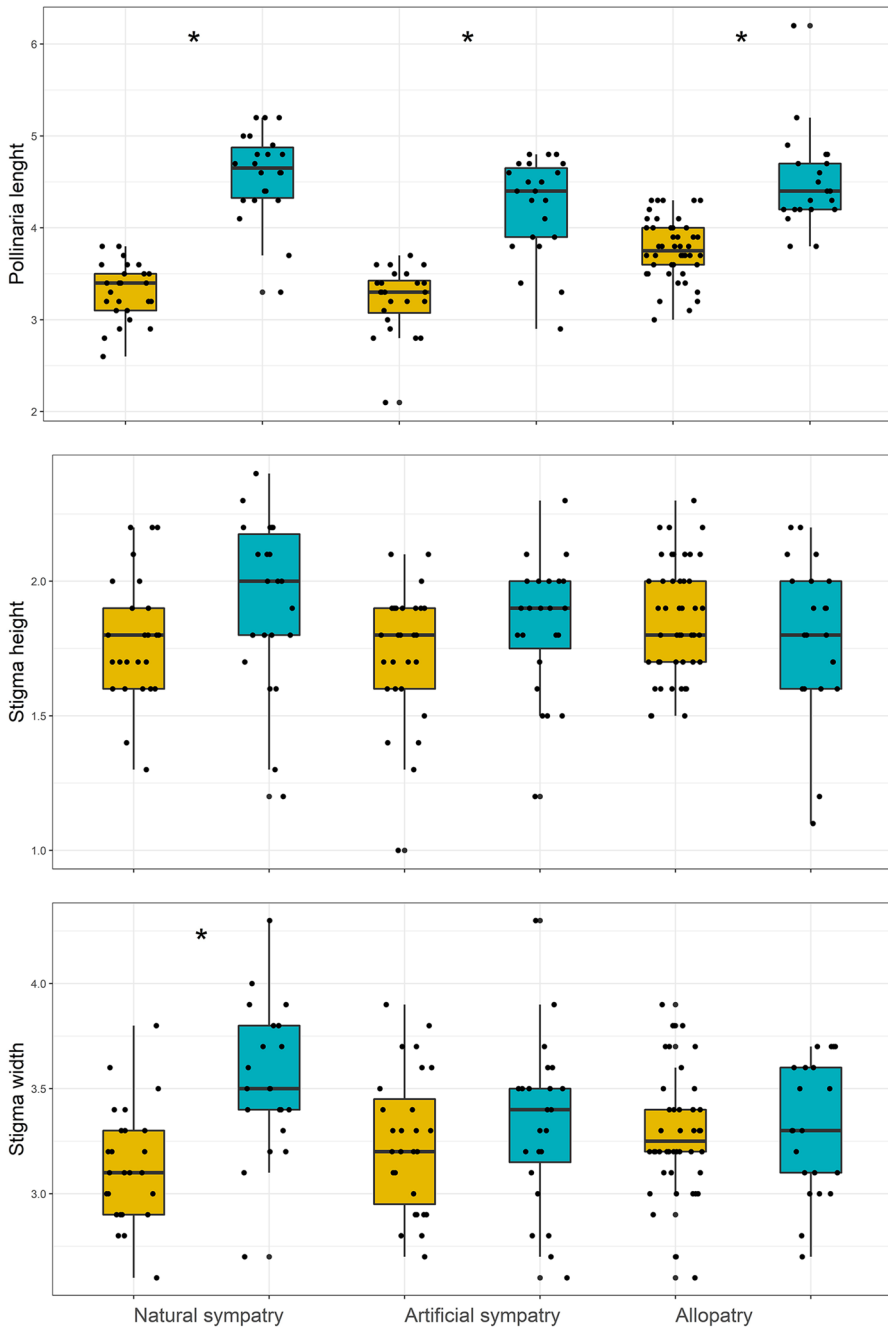 *
*
*
6
5
4
3
2
Pollinaria lenght
2.0
1.5
1.0
Stigma height
*
4.0
3.5
3.0
Stigma width
Natural sympatry
Artificial sympatry
Allopatry